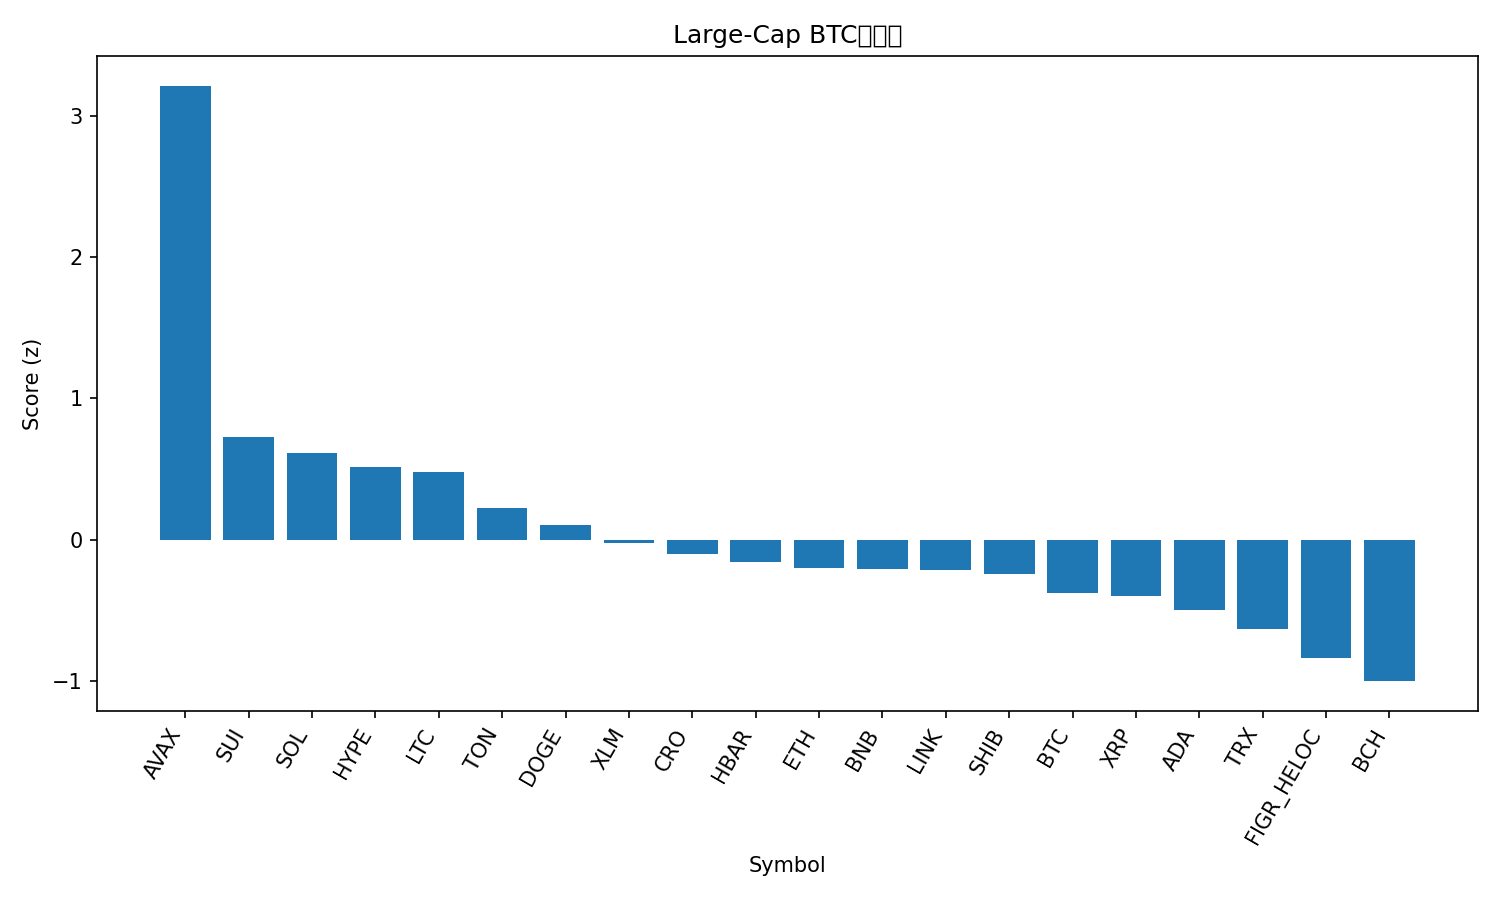 Large-Cap BTC
Score (z)
3
2
1
0
−1
AVAX
SUI
SOL
HYPE
LTC
TON
DOGE
XLM
CRO
HBAR
ETH
BNB
LINK
SHIB
BTC
XRP
ADA
TRX
FIGR_HELOC
BCH
Symbol